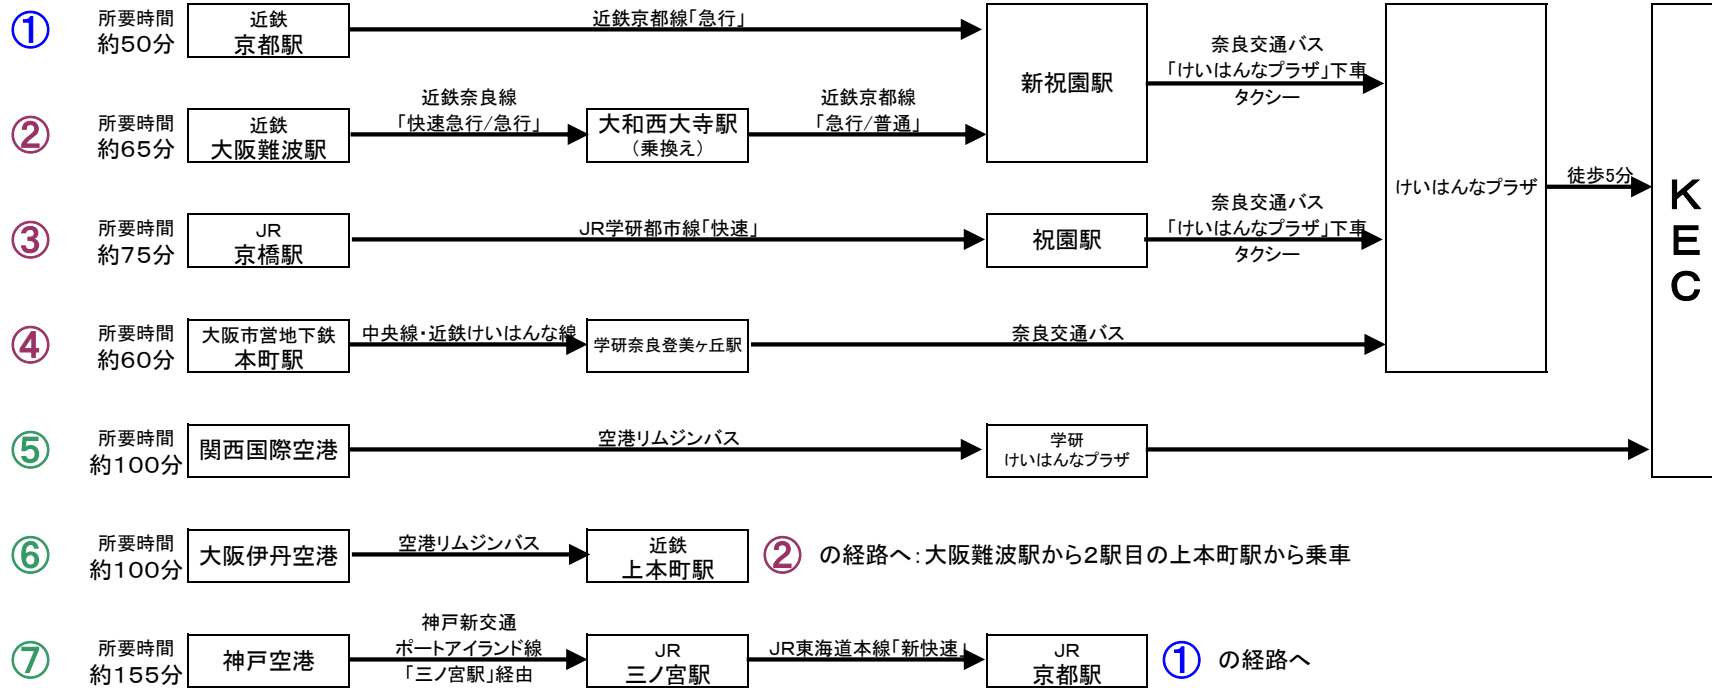 ①
所要時間
約50分
近鉄
京都駅
近鉄京都線「急行」
新祝園駅
奈良交通バス
「けいはんなプラザ」下車
タクシー
②
所要時間
約65分
近鉄
大阪難波駅
近鉄奈良線
「快速急行/急行」
大和西大寺駅
（乗換え）
近鉄京都線
「急行/普通」
けいはんなプラザ
徒歩5分
K
E
C
③
所要時間
約75分
JR
京橋駅
JR学研都市線「快速」
祝園駅
奈良交通バス
「けいはんなプラザ」下車
タクシー
④
所要時間
約60分
大阪市営地下鉄
本町駅
中央線・近鉄けいはんな線
学研奈良登美ヶ丘駅
奈良交通バス
⑤
所要時間
約100分
関西国際空港
空港リムジンバス
学研
けいはんなプラザ
⑥
所要時間
約100分
大阪伊丹空港
空港リムジンバス
近鉄
上本町駅
② の経路へ：大阪難波駅から2駅目の上本町駅から乗車
⑦
所要時間
約155分
神戸空港
神戸新交通
ポートアイランド線
「三ノ宮駅」経由
JR
三ノ宮駅
JR東海道本線「新快速」
JR
京都駅
① の経路へ